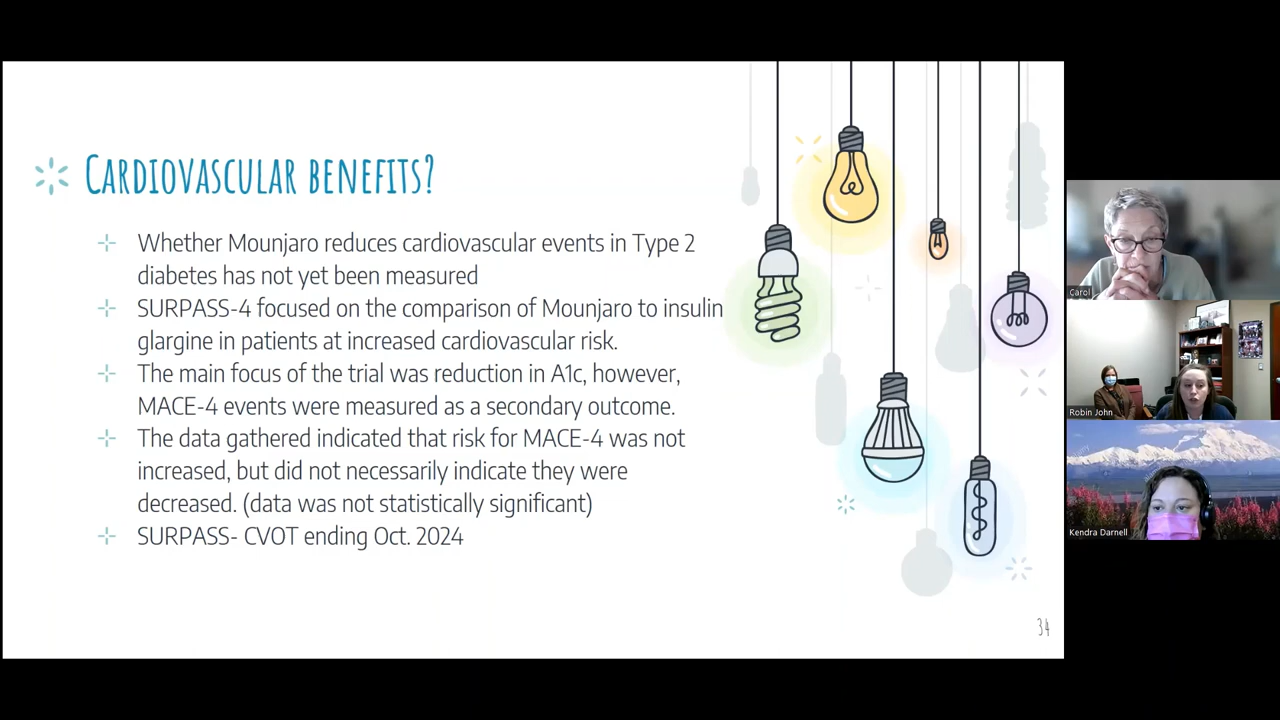 Cardiovascular benefits?
Whether Mounjaro reduces cardiovascular events in Type 2
diabetes has not yet been measured
SURPASS-4 focused on the comparison of Mounjaro to insulin
glargine in patients at increased cardiovascular risk.
The main focus of the trial was reduction in A1c, however,
MACE-4 events were measured as a secondary outcome.
The data gathered indicated that risk for MACE-4 was not
increased, but did not necessarily indicate they were
decreased. (data was not statistically significant)
SURPASS- CVOT ending Oct. 2024
34
Carol
Robin John
Kendra Darnell